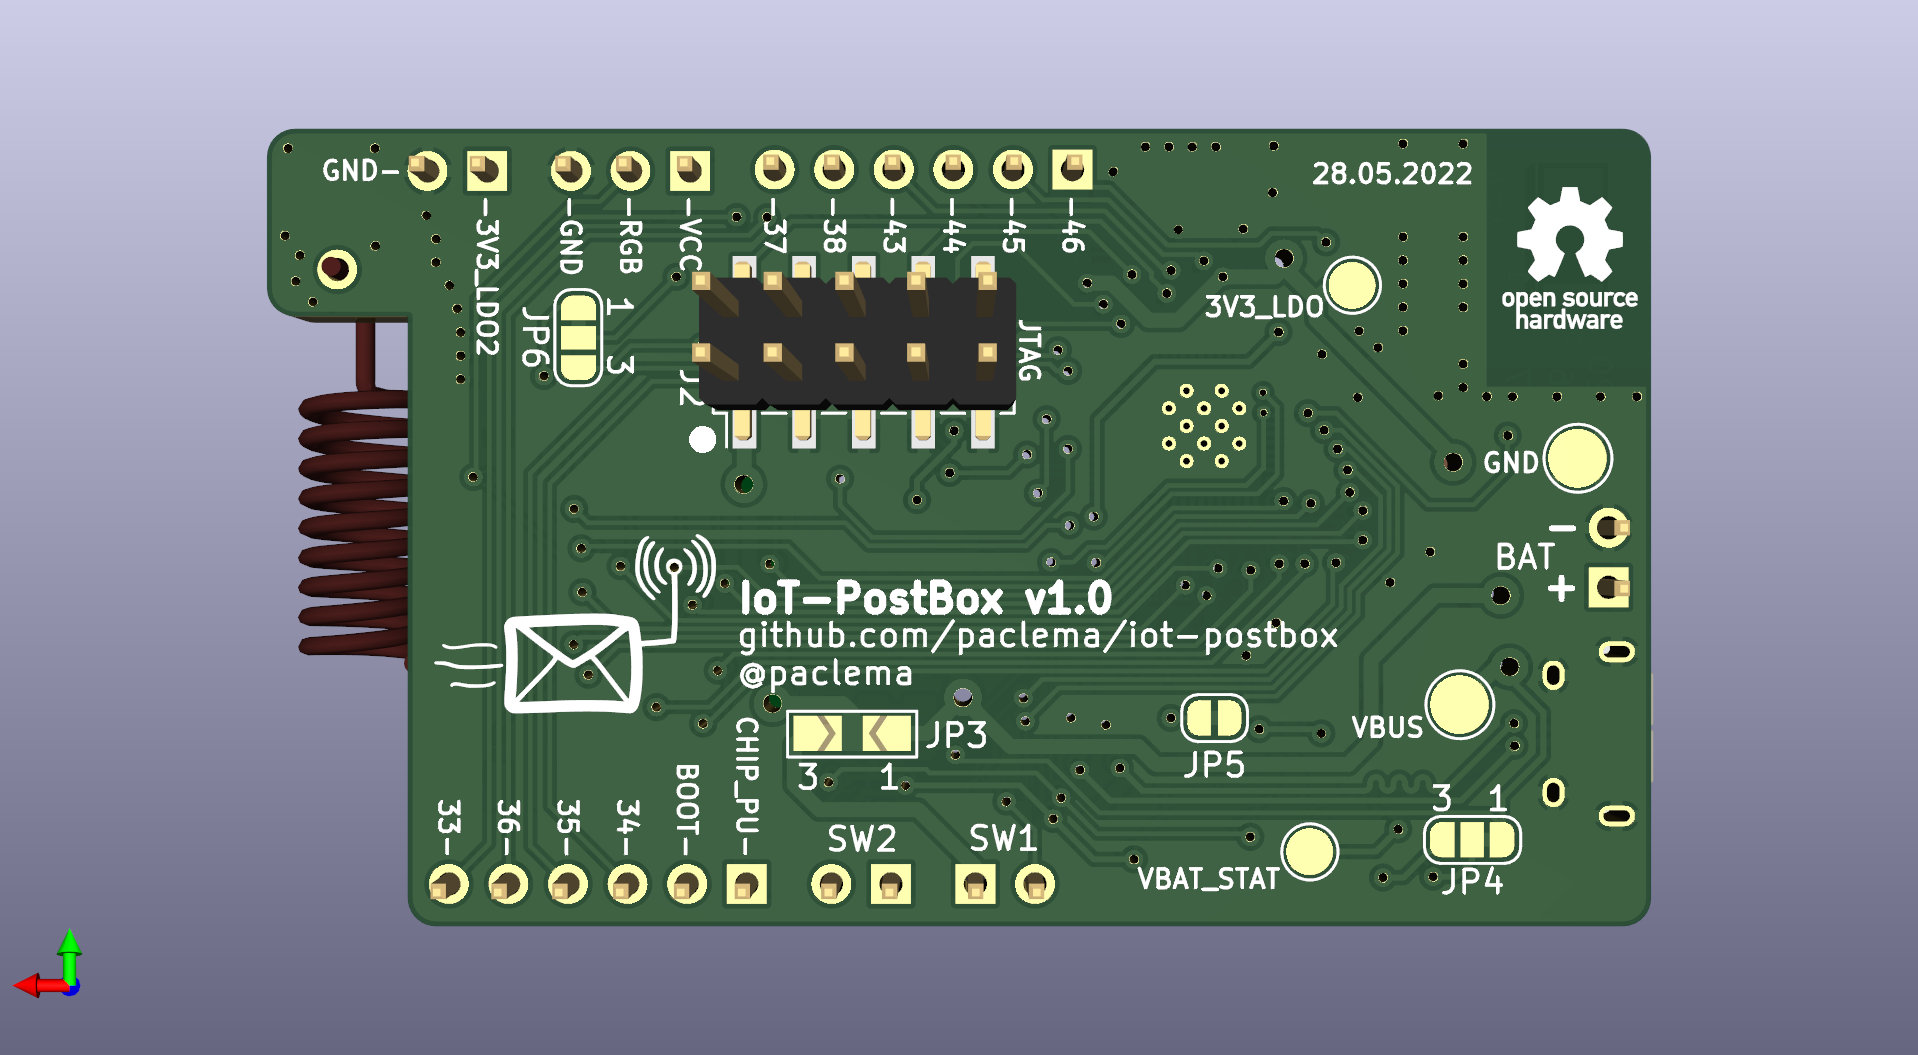 GND-
28.05.2022
-3V3_LDO2
-GND
-RGB
-VCC
-37
-38
-43
-44
-45
-46
open source
hardware
3V3_LDO
1
JP6
3
J2
JTAG
GND
-
BAT
+
IoT-PostBox v1.0
github.com/paclema/iot-postbox
@paclema
VBUS
JP3
3 1
JP5
3 1
JP4
33-
36-
35-
34-
BOOT-
CHIP_PU-
SW2
SW1
VBAT_STAT